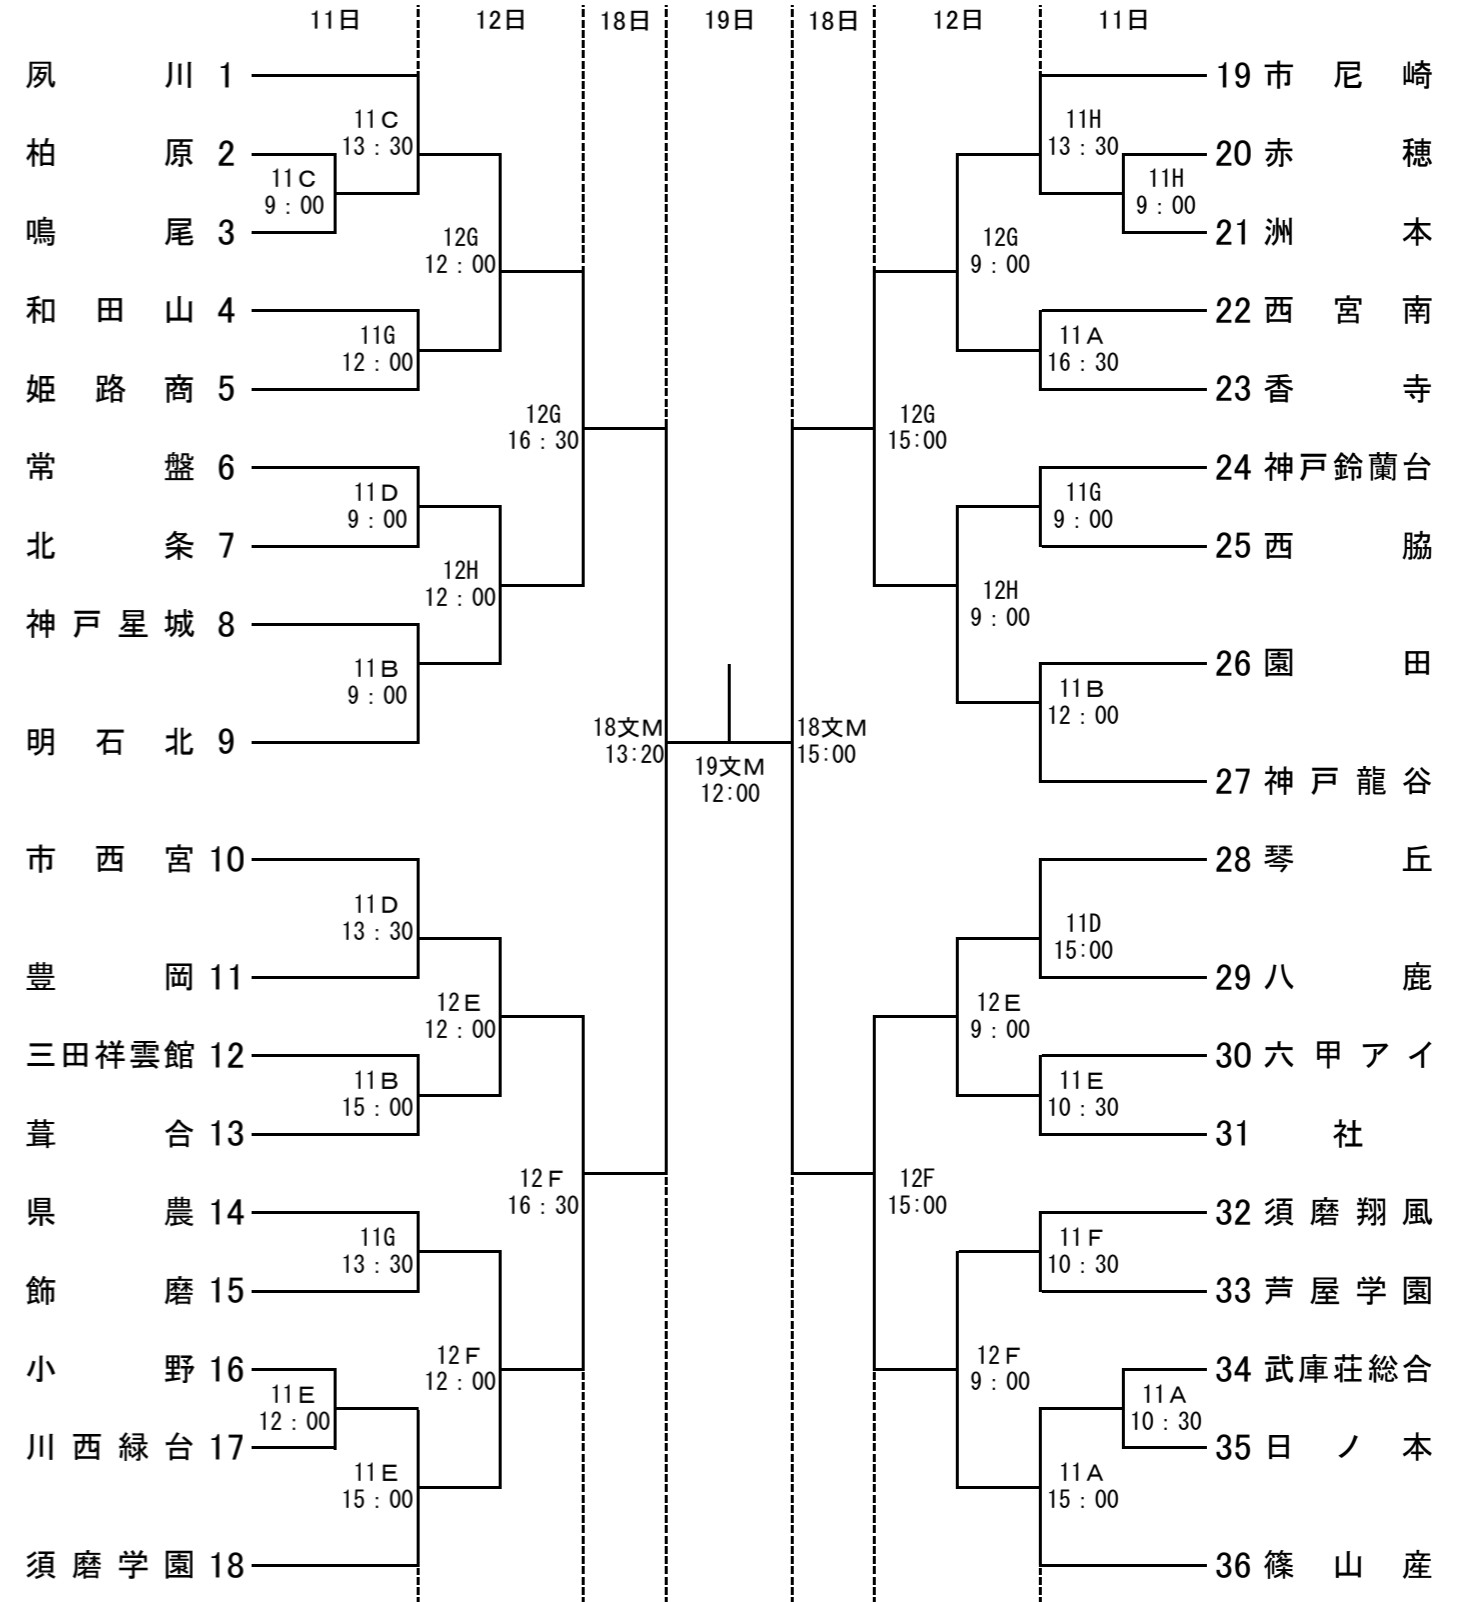 11日 12日 18日 19日 18日 12日 11日
夙川 1
19 市尼崎
11C
13：30
11H
13：30
柏原 2
20 赤穂
11C
9：00
11H
9：00
鳴尾 3
21 洲本
12G
12：00
12G
9：00
和田山 4
22 西宮南
11G
12：00
11A
16：30
姫路商 5
23 香寺
12G
16：30
12G
15:00
常盤 6
24 神戸鈴蘭台
11D
9：00
11G
9：00
北条 7
25 西脇
12H
12：00
12H
9：00
神戸星城 8
26 園田
11B
9：00
11B
12：00
明石北 9
27 神戸龍谷
18文M
13:20
19文M
12:00
18文M
15:00
市西宮 10
28 琴丘
11D
13：30
11D
15:00
豊岡 11
29 八鹿
12E
12：00
12E
9：00
三田祥雲館 12
30 六甲アイ
11B
15：00
11E
10：30
葺合 13
31 社
12F
16：30
12F
15:00
県農 14
32 須磨翔風
11G
13：30
11F
10：30
飾磨 15
33 芦屋学園
12F
12：00
12F
9：00
小野 16
34 武庫荘総合
11E
12：00
11A
10：30
川西緑台 17
35 日ノ本
11E
15：00
11A
15：00
須磨学園 18
36 篠山産